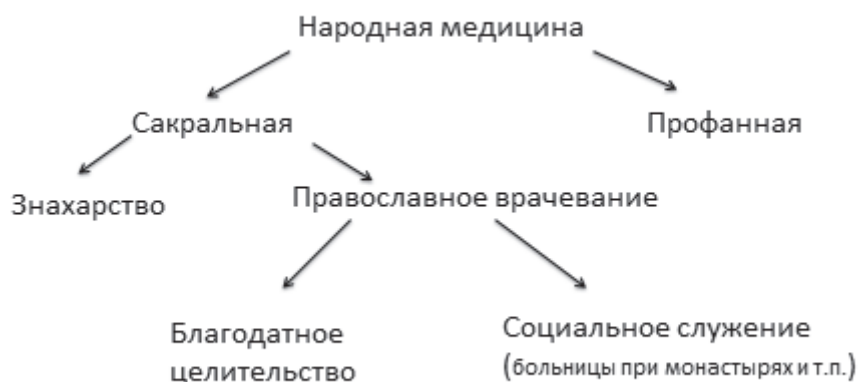 Народная медицина
Сакральная
Профанная
Знахарство
Православное врачевание
Благодатное
целительство
Социальное служение
(больницы при монастырях и т.п.)